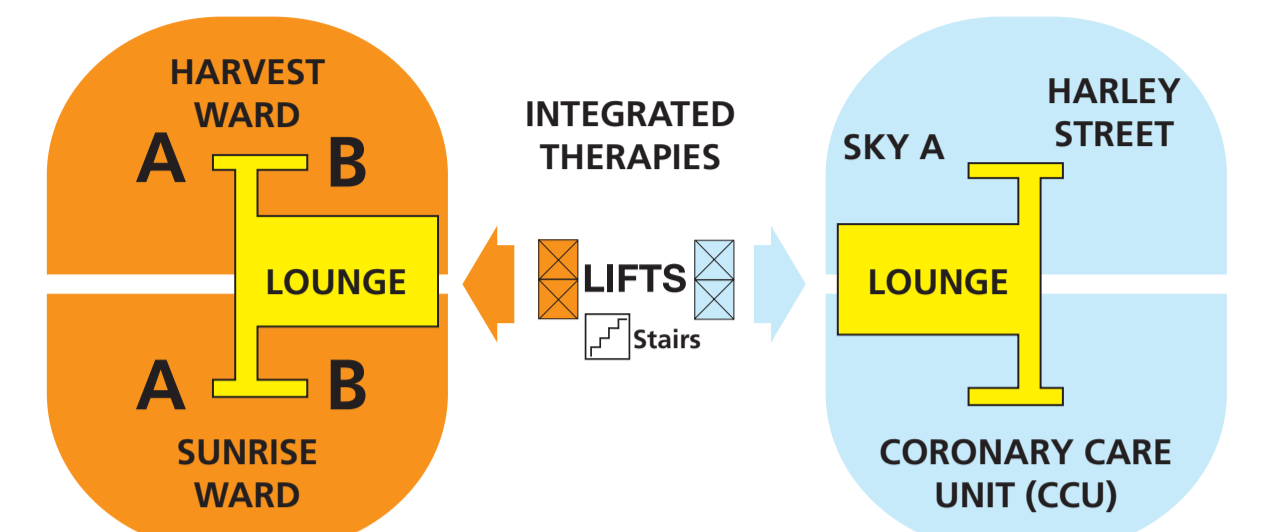 HARVEST
WARD
A B
LOUNGE
A B
SUNRISE
WARD
INTEGRATED
THERAPIES
LIFTS
Stairs
HARLEY
STREET
SKY A
LOUNGE
CORONARY CARE
UNIT (CCU)